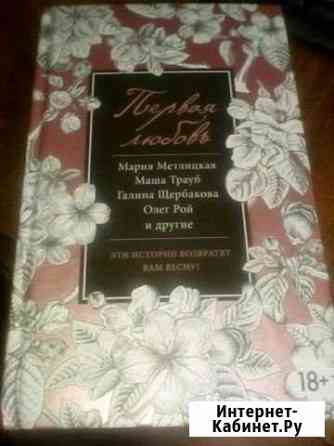 Первая
любовь
Мария Метлицкая
Маша Трауб
Галина Щербакова
Олег Рой
и другие
ЭТИ ИСТОРИИ ВОЗВРАТЯТ
ВАМ ВЕСНУ!
18+
Интернет-
Кабинет.Ру